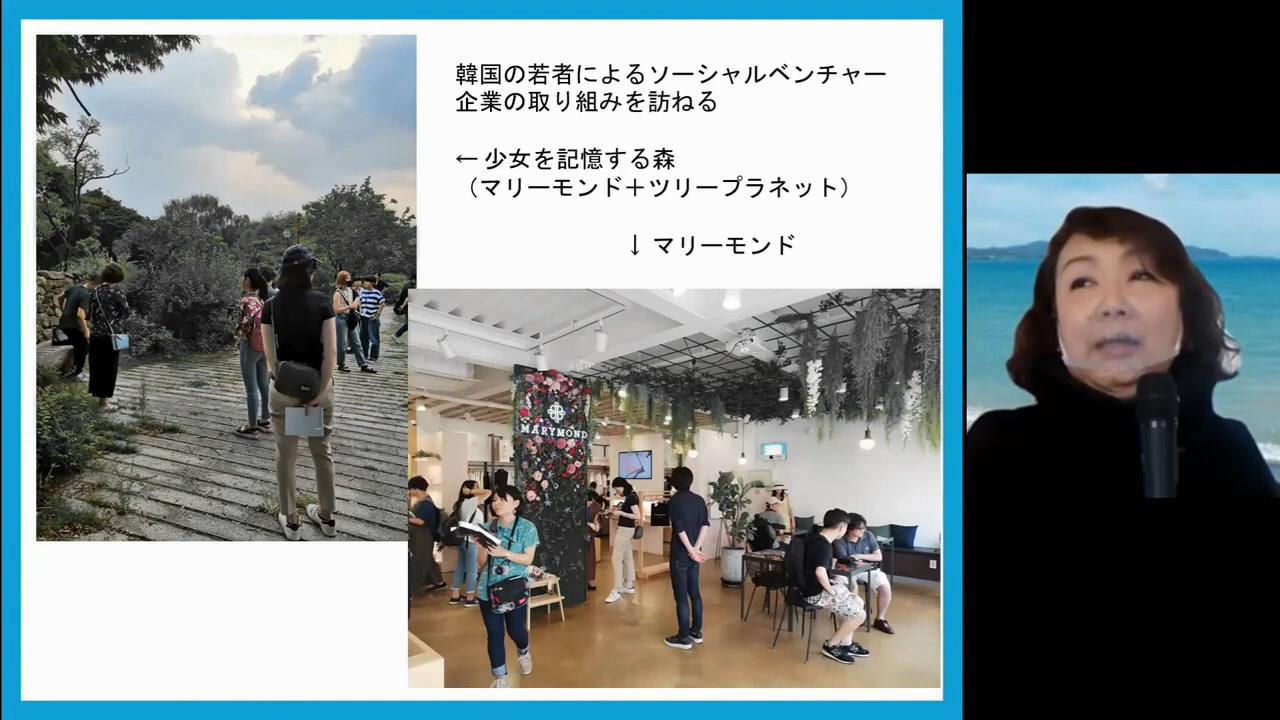 韓国の若者によるソーシャルベンチャー
企業の取り組みを訪ねる
← 少女を記憶する森
（マリーモンド＋ツリープラネット）
↓ マリーモンド
MARYMOND